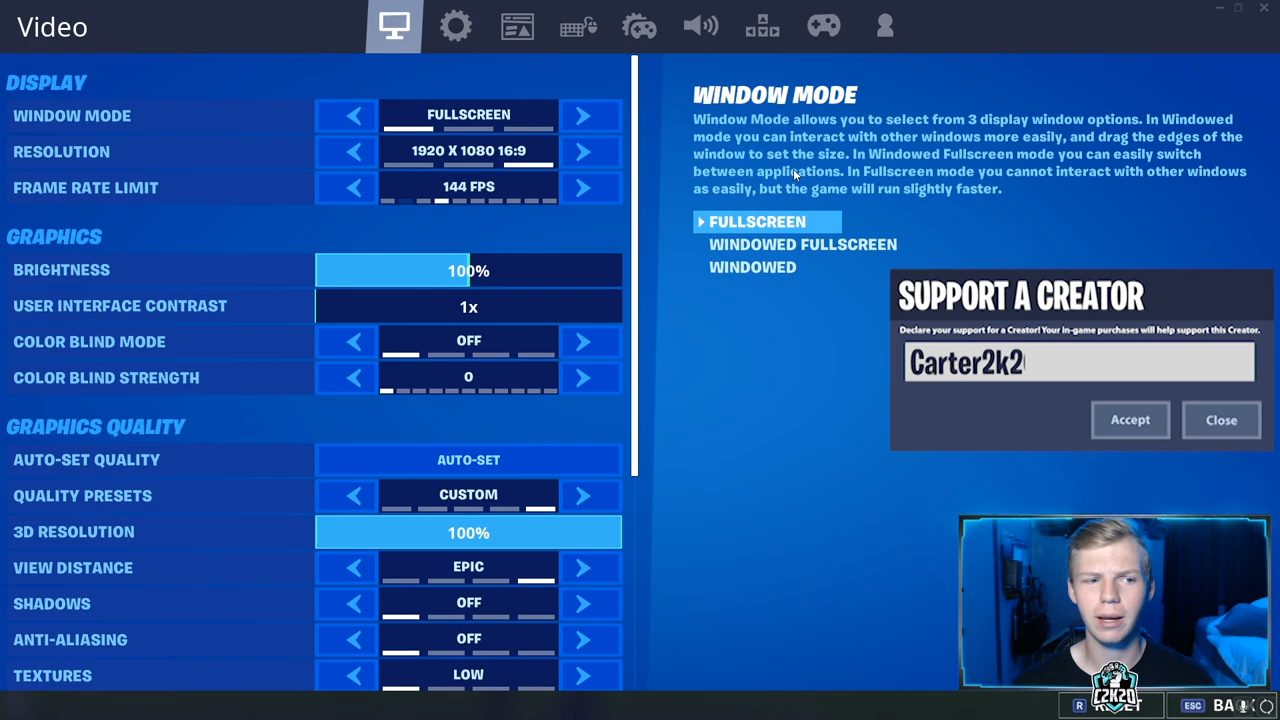 Video
DISPLAY
WINDOW MODE
FULLSCREEN
RESOLUTION
1920 X 1080 16:9
FRAME RATE LIMIT
144 FPS
GRAPHICS
BRIGHTNESS
100%
USER INTERFACE CONTRAST
1x
COLOR BLIND MODE
OFF
COLOR BLIND STRENGTH
0
GRAPHICS QUALITY
AUTO-SET QUALITY
AUTO-SET
QUALITY PRESETS
CUSTOM
3D RESOLUTION
100%
VIEW DISTANCE
EPIC
SHADOWS
OFF
ANTI-ALIASING
OFF
TEXTURES
LOW
WINDOW MODE
Window Mode allows you to select from 3 display window options. In Windowed
mode you can interact with other windows more easily, and drag the edges of the
window to set the size. In Windowed Fullscreen mode you can easily switch
between applications. In Fullscreen mode you cannot interact with other windows
as easily, but the game will run slightly faster.
FULLSCREEN
WINDOWED FULLSCREEN
WINDOWED
SUPPORT A CREATOR
Declare your support for a Creator! Your in-game purchases will help support this Creator.
Carter2k2
Accept
Close
C2K20
R
ESC